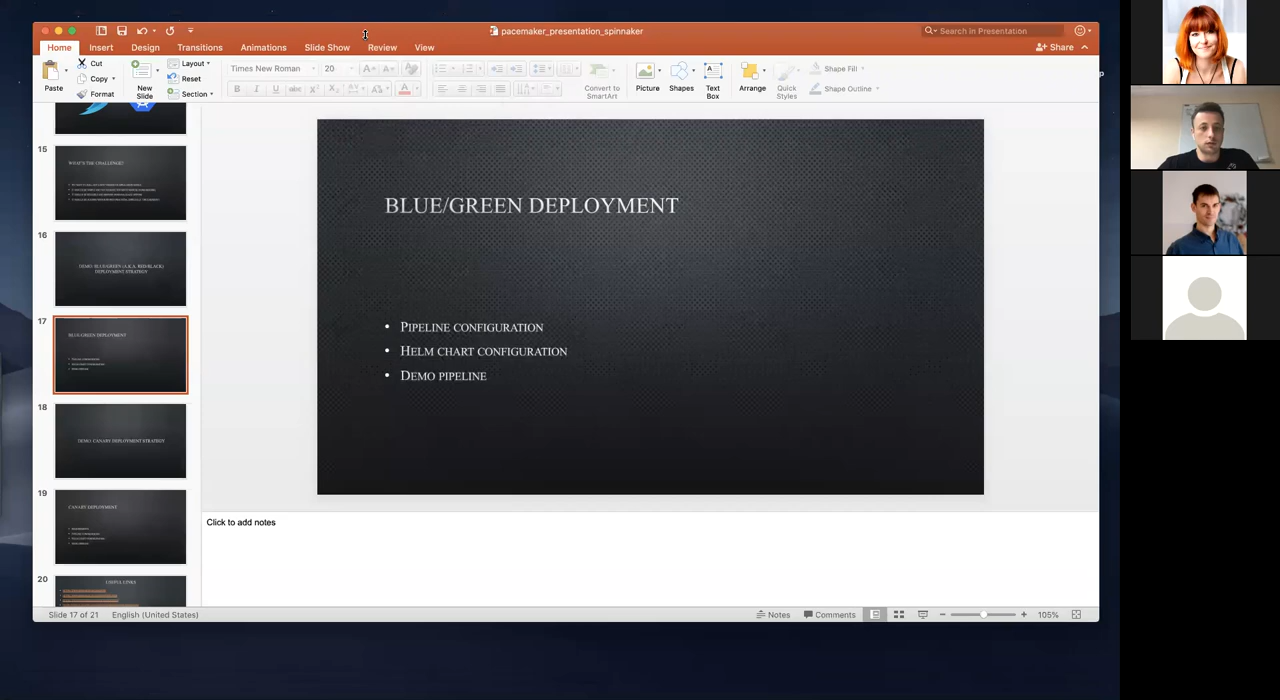 pacemaker_presentation_spinnaker
Search in Presentation
Home Insert Design Transitions Animations Slide Show Review View
Share
Paste
Cut
Copy
Format
New Slide
Layout
Reset
Section
Times New Roman 20
Convert to SmartArt
Picture
Shapes
Text Box
Arrange
Quick Styles
Shape Fill
Shape Outline
15
WHAT'S THE CHALLENGE?
16
DEMO: BLUE/GREEN (A.K.A. RED/BLACK) DEPLOYMENT STRATEGY
17
BLUE/GREEN DEPLOYMENT
18
DEMO: CANARY DEPLOYMENT STRATEGY
19
CANARY DEPLOYMENT
20
USEFUL LINKS
BLUE/GREEN DEPLOYMENT
• PIPELINE CONFIGURATION
• HELM CHART CONFIGURATION
• DEMO PIPELINE
Click to add notes
Slide 17 of 21 English (United States)
Notes Comments 105%